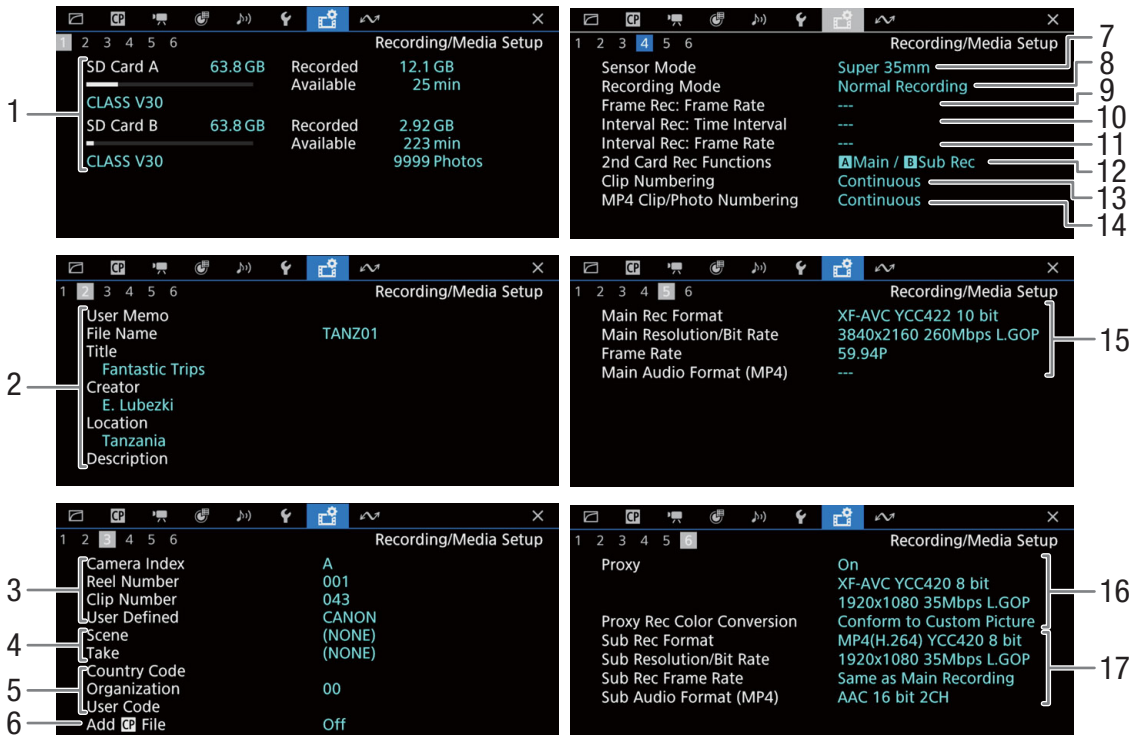 CP
1 2 3 4 5 6
Recording/Media Setup
SD Card A 63.8 GB Recorded 12.1 GB
Available 25 min
CLASS V30
SD Card B 63.8 GB Recorded 2.92 GB
Available 223 min
CLASS V30 9999 Photos
1
CP
1 2 3 4 5 6
Recording/Media Setup
User Memo
File Name TANZ01
Title
Fantastic Trips
Creator
E. Lubezki
Location
Tanzania
Description
2
CP
1 2 3 4 5 6
Recording/Media Setup
Camera Index A
Reel Number 001
Clip Number 043
User Defined CANON
Scene (NONE)
Take (NONE)
Country Code
Organization 00
User Code
Add CP File Off
3
4
5
6
CP
1 2 3 4 5 6
Recording/Media Setup
Sensor Mode Super 35mm
Recording Mode Normal Recording
Frame Rec: Frame Rate ---
Interval Rec: Time Interval ---
Interval Rec: Frame Rate ---
2nd Card Rec Functions A Main / B Sub Rec
Clip Numbering Continuous
MP4 Clip/Photo Numbering Continuous
7
8
9
10
11
12
13
14
CP
1 2 3 4 5 6
Recording/Media Setup
Main Rec Format XF-AVC YCC422 10 bit
Main Resolution/Bit Rate 3840x2160 260Mbps L.GOP
Frame Rate 59.94P
Main Audio Format (MP4) ---
15
CP
1 2 3 4 5 6
Recording/Media Setup
Proxy On
XF-AVC YCC420 8 bit
1920x1080 35Mbps L.GOP
Proxy Rec Color Conversion Conform to Custom Picture
Sub Rec Format MP4(H.264) YCC420 8 bit
Sub Resolution/Bit Rate 1920x1080 35Mbps L.GOP
Sub Rec Frame Rate Same as Main Recording
Sub Audio Format (MP4) AAC 16 bit 2CH
16
17